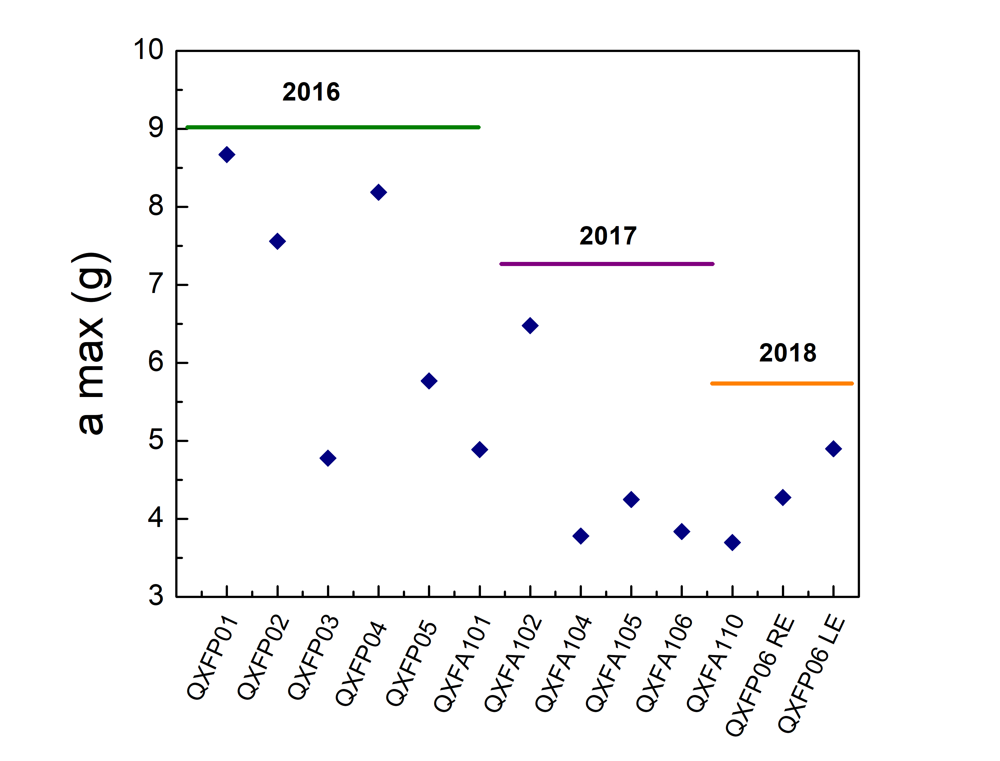 10
9
8
7
6
5
4
3
a max (g)
2016
2017
2018
QXFP01
QXFP02
QXFP03
QXFP04
QXFP05
QXFA101
QXFA102
QXFA104
QXFA105
QXFA106
QXFA110
QXFP06 RE
QXFP06 LE